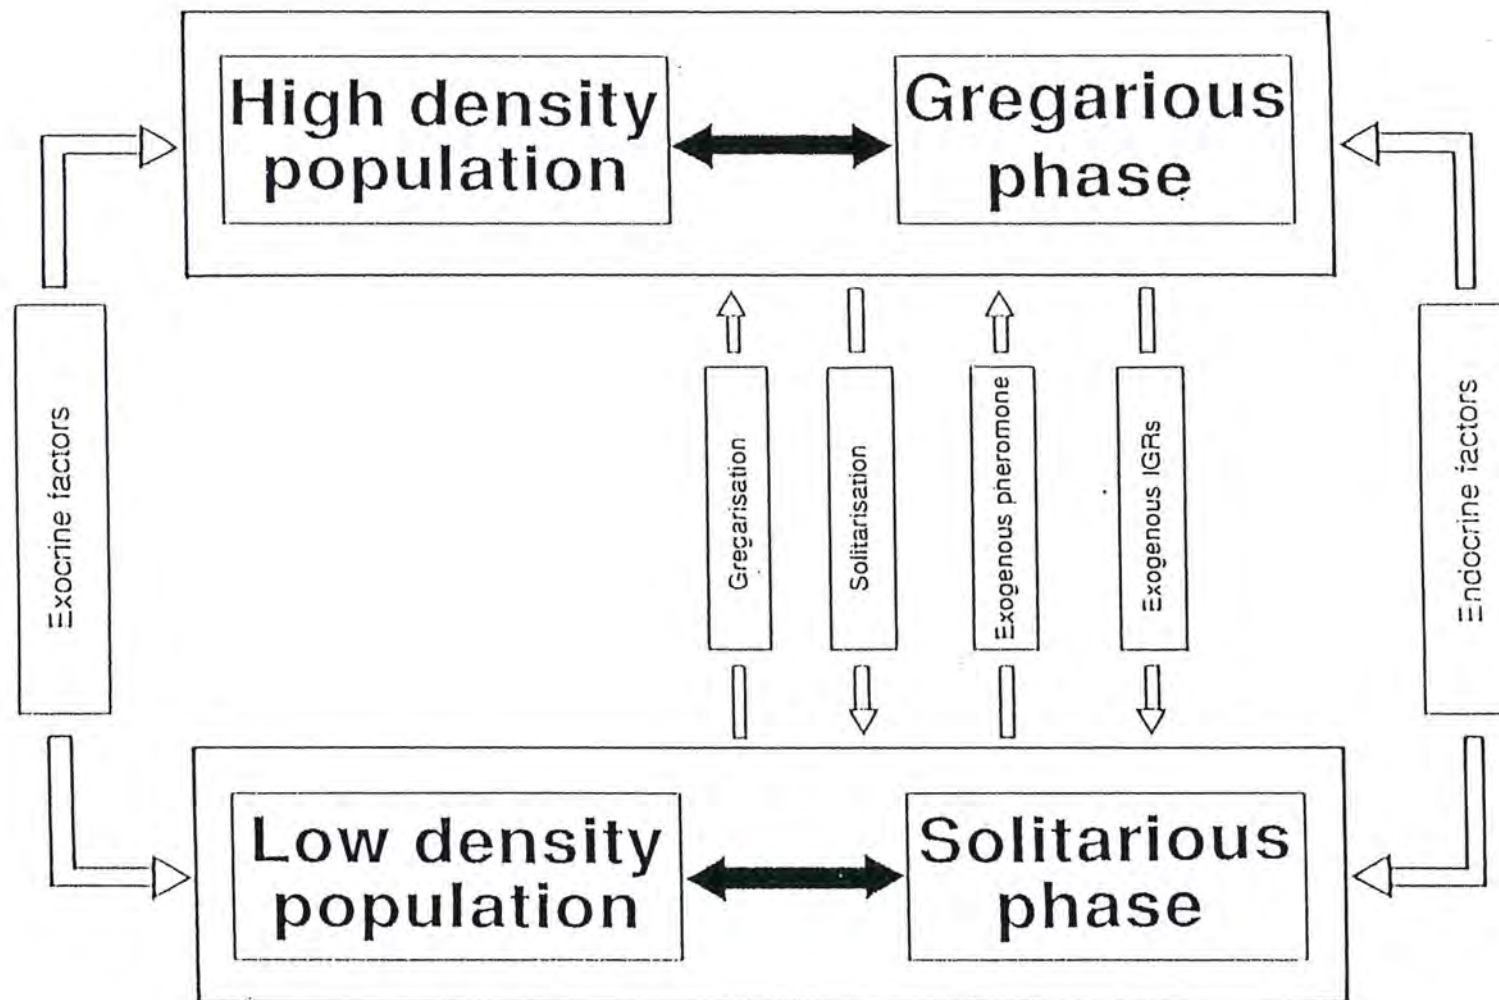 High density
population
Gregarious
phase
Exocrine factors
Gregarisation
Solitarisation
Exogenous pheromone
Exogenous IGRs
Endocrine factors
Low density
population
Solitarious
phase